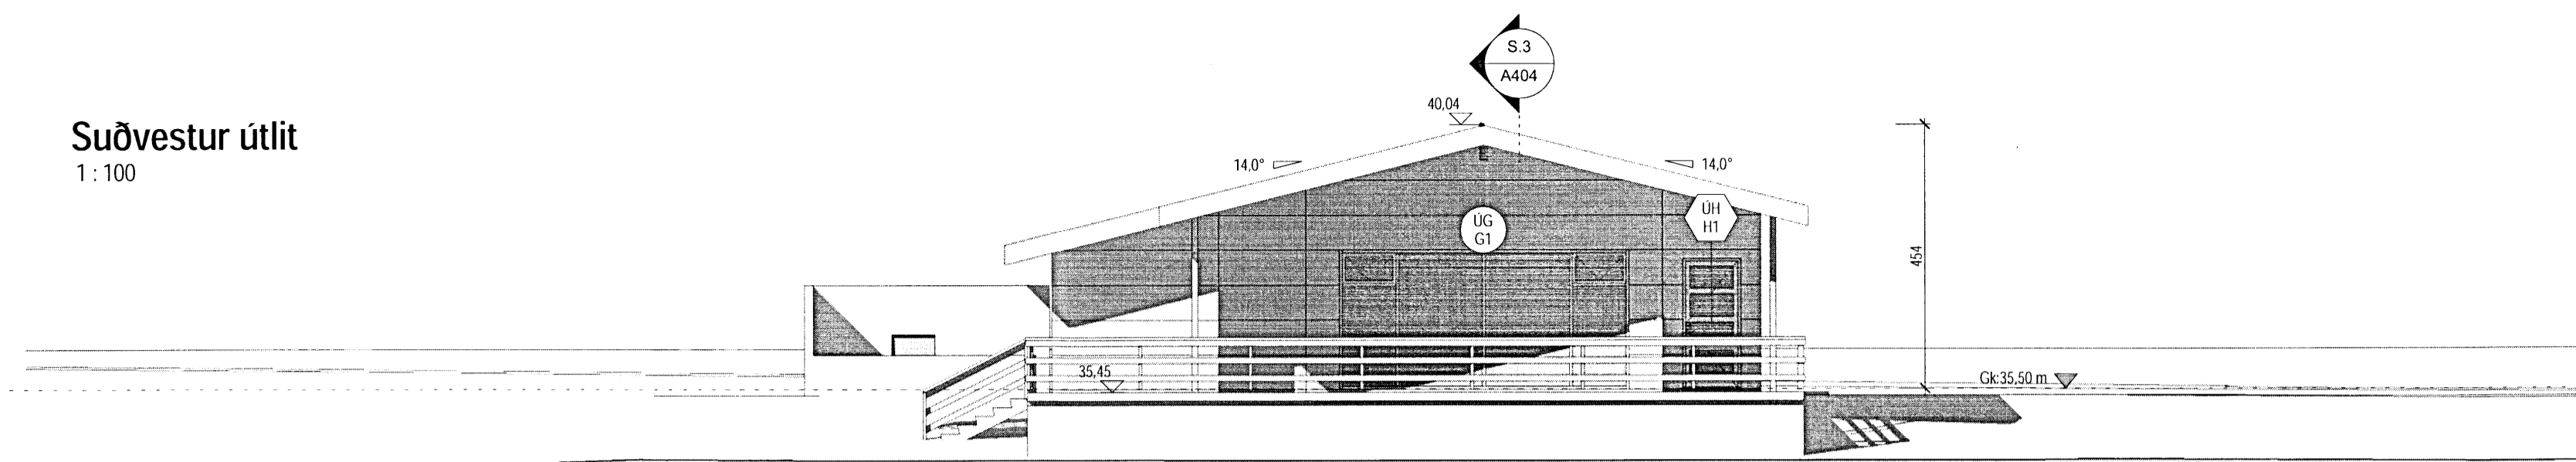 Suðvestur útlit
1 : 100
S.3
A404
40,04
14,0°
14,0°
ÚG
G1
ÚH
H1
454
35,45
Gk:35,50 m